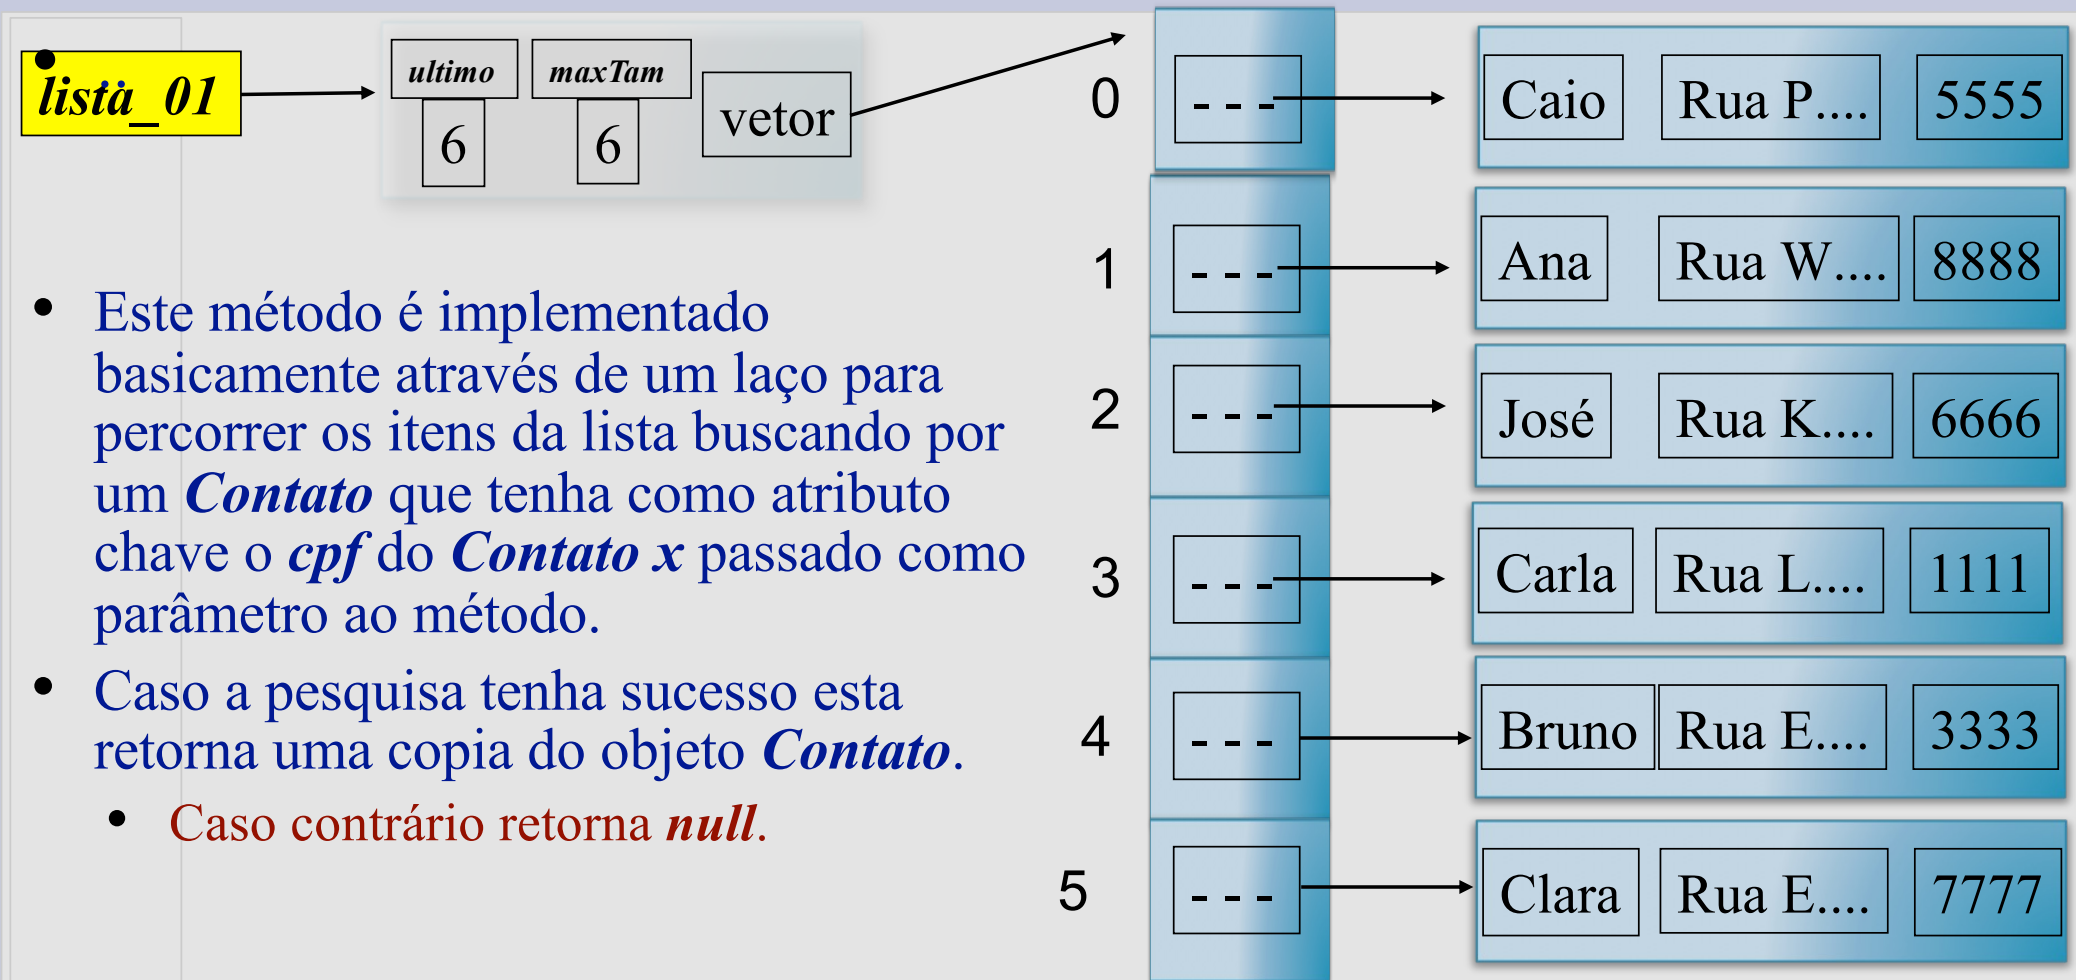 lista_01
ultimo
maxTam
6
6
vetor
• Este método é implementado
basicamente através de um laço para
percorrer os itens da lista buscando por
um Contato que tenha como atributo
chave o cpf do Contato x passado como
parâmetro ao método.
• Caso a pesquisa tenha sucesso esta
retorna uma copia do objeto Contato.
• Caso contrário retorna null.
0 - - - Caio Rua P.... 5555
1 - - - Ana Rua W.... 8888
2 - - - José Rua K.... 6666
3 - - - Carla Rua L.... 1111
4 - - - Bruno Rua E.... 3333
5 - - - Clara Rua E.... 7777